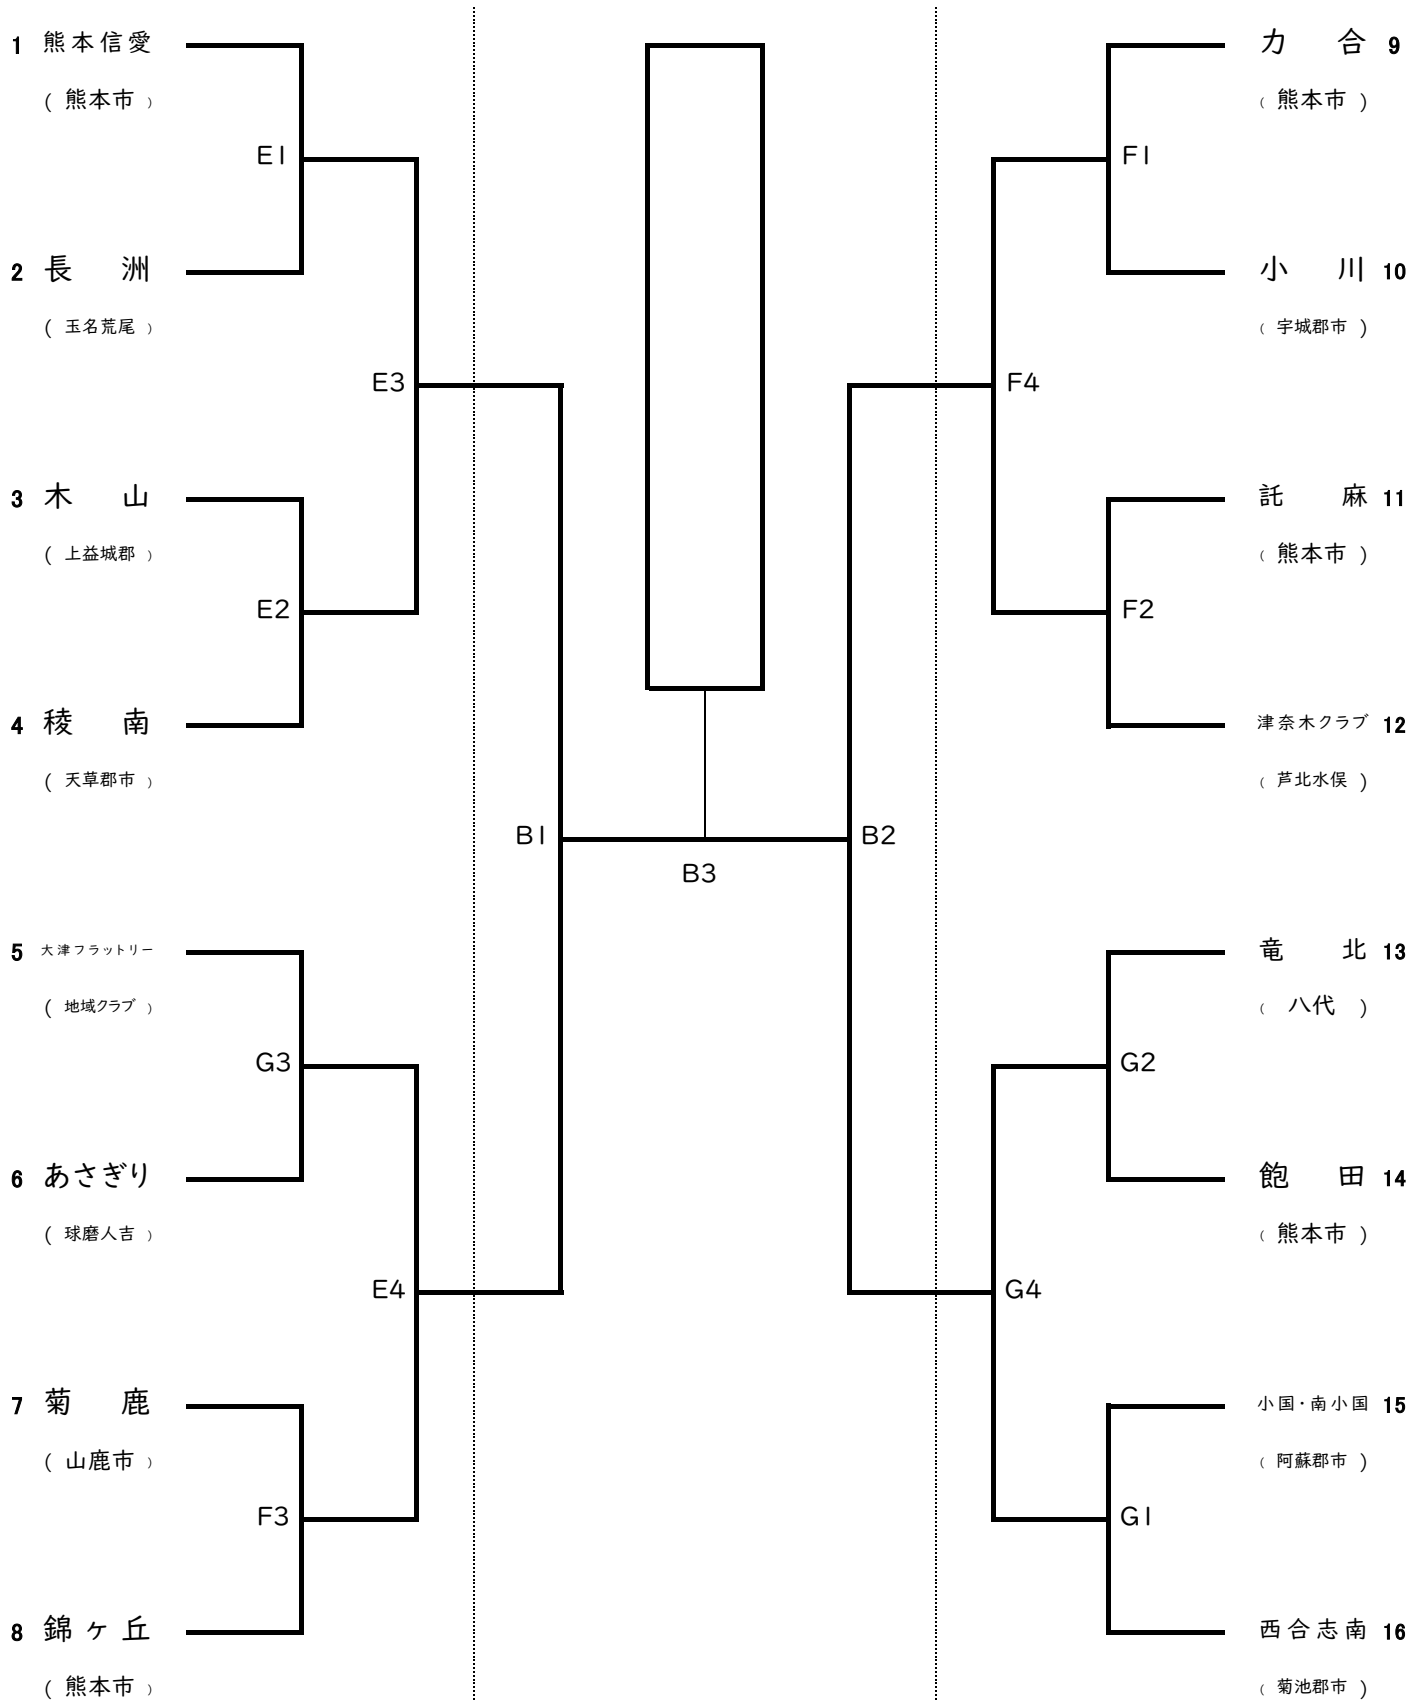 1 熊本信愛
( 熊本市 )
E1
2 長 洲
( 玉名荒尾 )
E3
3 木 山
( 上益城郡 )
E2
4 稜 南
( 天草郡市 )
B1
5 大津フラットリー
( 地域クラブ )
G3
6 あさぎり
( 球磨人吉 )
E4
7 菊 鹿
( 山鹿市 )
F3
8 錦ヶ丘
( 熊本市 )
B3
力 合 9
( 熊本市 )
F1
小 川 10
( 宇城郡市 )
F4
託 麻 11
( 熊本市 )
F2
津奈木クラブ 12
( 芦北水俣 )
B2
竜 北 13
( 八代 )
G2
飽 田 14
( 熊本市 )
G4
小国・南小国 15
( 阿蘇郡市 )
G1
西合志南 16
( 菊池郡市 )